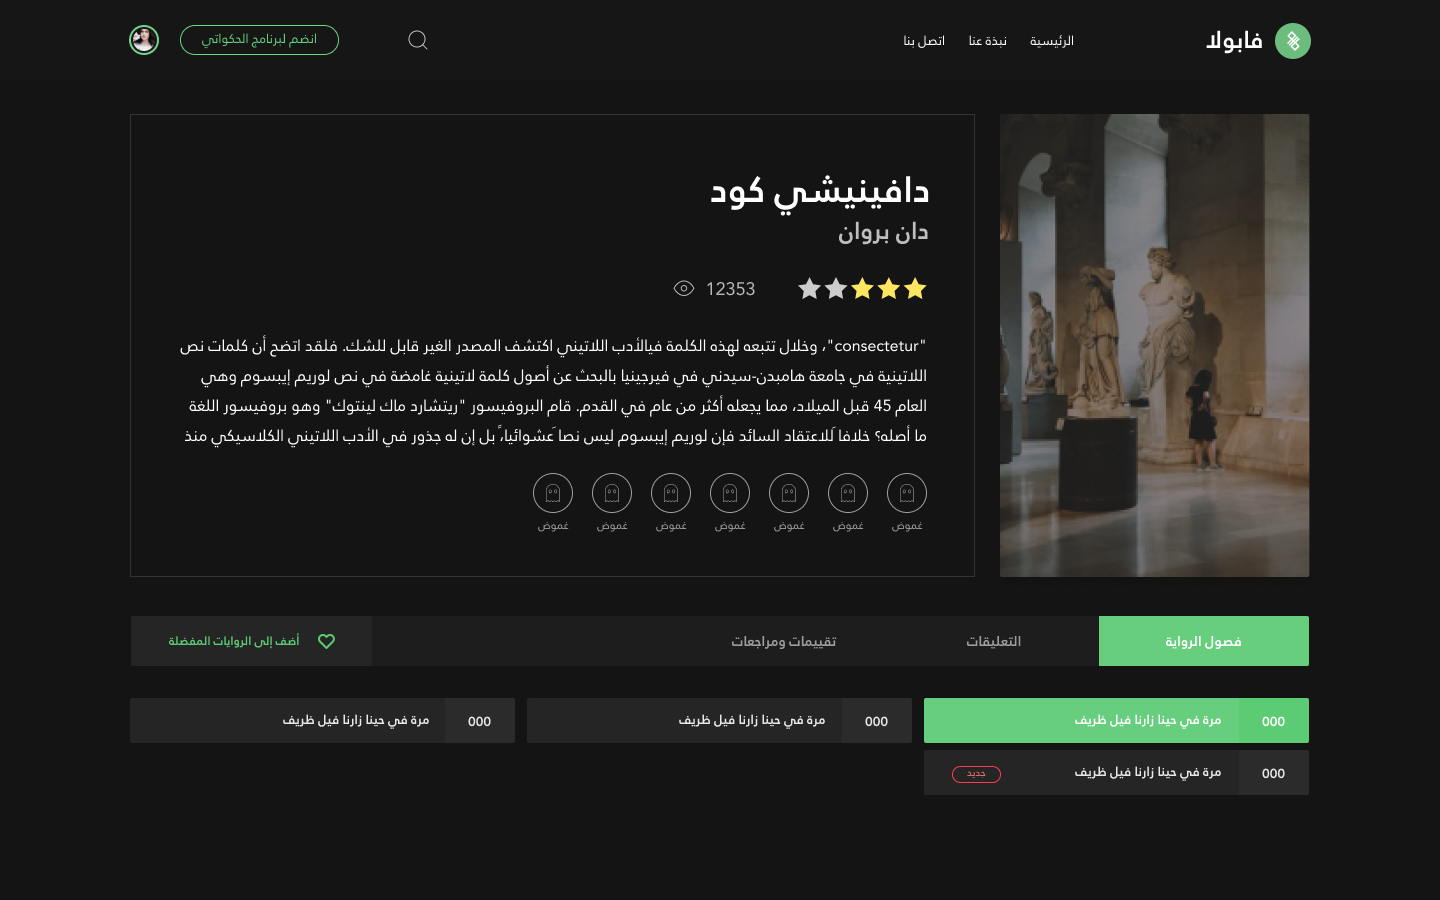 فابولا
الرئيسية
نبذة عنا
اتصل بنا
انضم لبرنامج الحكواتي
دافينيشي كود
دان بروان
12353
"consectetur"، وخلال تتبعه لهذه الكلمة فيالأدب اللاتيني اكتشف المصدر الغير قابل للشك. فلقد اتضح أن كلمات نص
اللاتينية في جامعة هامبدن-سيدني في فيرجينيا بالبحث عن أصول كلمة لاتينية غامضة في نص لوريم إيبسوم وهي
العام 45 قبل الميلاد، مما يجعله أكثر من عام في القدم. قام البروفيسور "ريتشارد ماك لينتوك" وهو بروفيسور اللغة
ما أصله؟ خلافاَ للاعتقاد السائد فإن لوريم إيبسوم ليس نصاَ عشوائياً، بل إن له جذور في الأدب اللاتيني الكلاسيكي منذ
غموض
غموض
غموض
غموض
غموض
غموض
غموض
فصول الرواية
التعليقات
تقييمات ومراجعات
أضف إلى الروايات المفضلة
000 مرة في حينا زارنا فيل ظريف
000 مرة في حينا زارنا فيل ظريف
000 مرة في حينا زارنا فيل ظريف
000 مرة في حينا زارنا فيل ظريف جديد